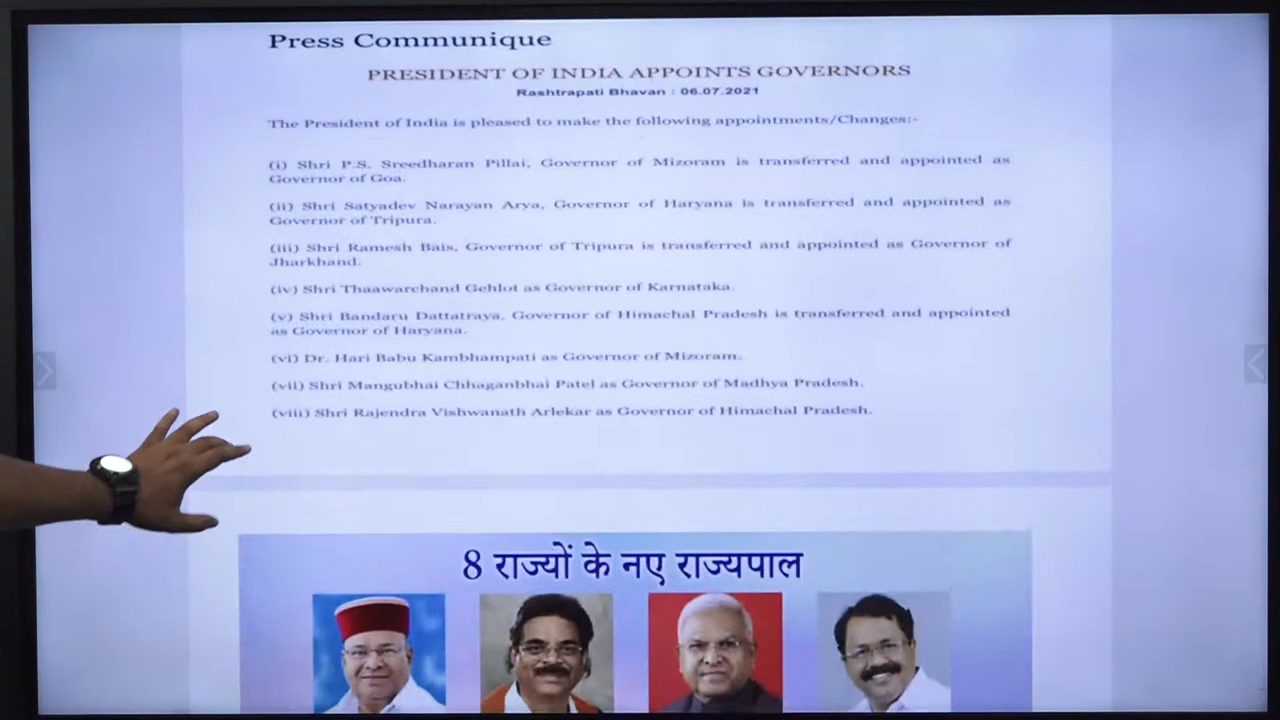 Press Communique
PRESIDENT OF INDIA APPOINTS GOVERNORS
Rashtrapati Bhavan : 06.07.2021
The President of India is pleased to make the following appointments/Changes:-
(i) Shri P.S. Sreedharan Pillai, Governor of Mizoram is transferred and appointed as
Governor of Goa.
(ii) Shri Satyadev Narayan Arya, Governor of Haryana is transferred and appointed as
Governor of Tripura.
(iii) Shri Ramesh Bais, Governor of Tripura is transferred and appointed as Governor of
Jharkhand.
(iv) Shri Thaawarchand Gehlot as Governor of Karnataka.
(v) Shri Bandaru Dattatraya, Governor of Himachal Pradesh is transferred and appointed
as Governor of Haryana.
(vi) Dr. Hari Babu Kambhampati as Governor of Mizoram.
(vii) Shri Mangubhai Chhaganbhai Patel as Governor of Madhya Pradesh.
(viii) Shri Rajendra Vishwanath Arlekar as Governor of Himachal Pradesh.
8 राज्यों के नए राज्यपाल